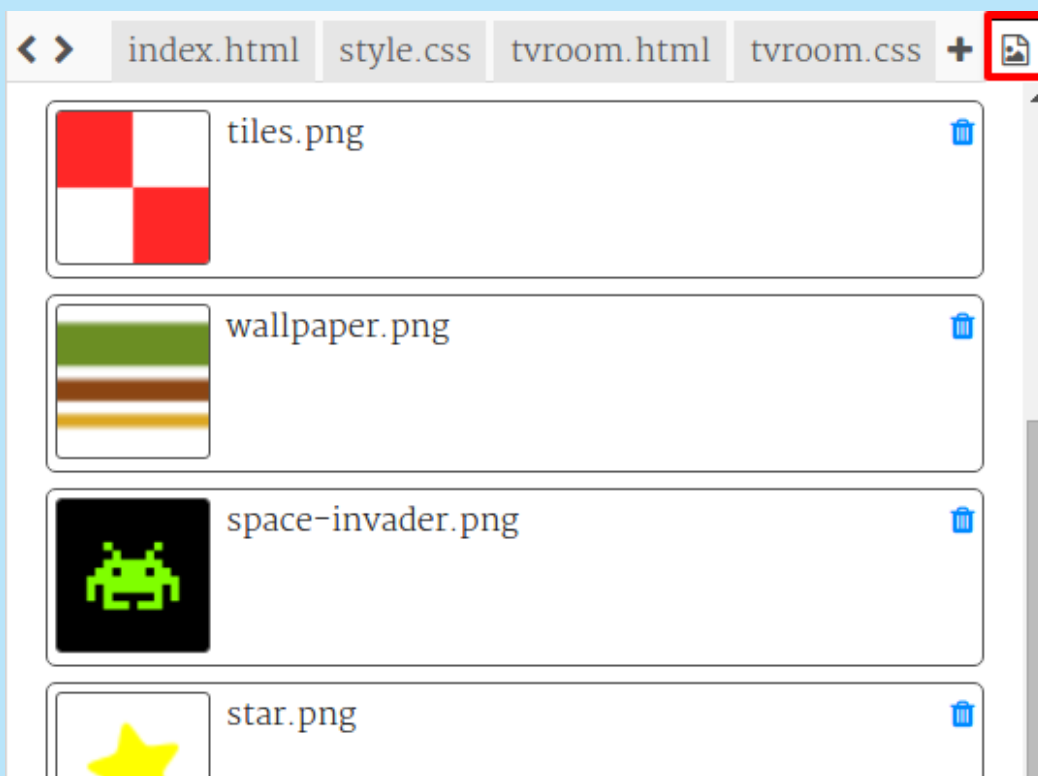 index.html style.css tvroom.html tvroom.css
tiles.png
wallpaper.png
space-invader.png
star.png